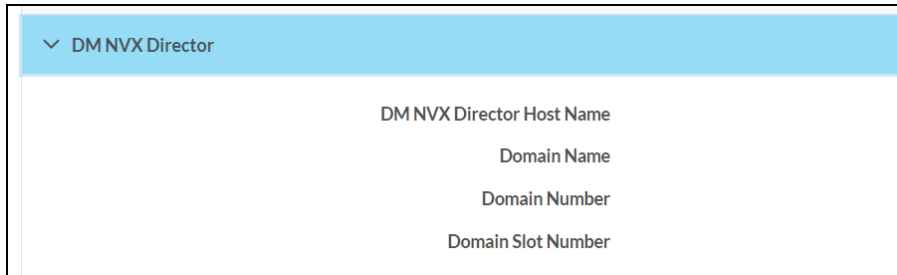 DM NVX Director
DM NVX Director Host Name
Domain Name
Domain Number
Domain Slot Number